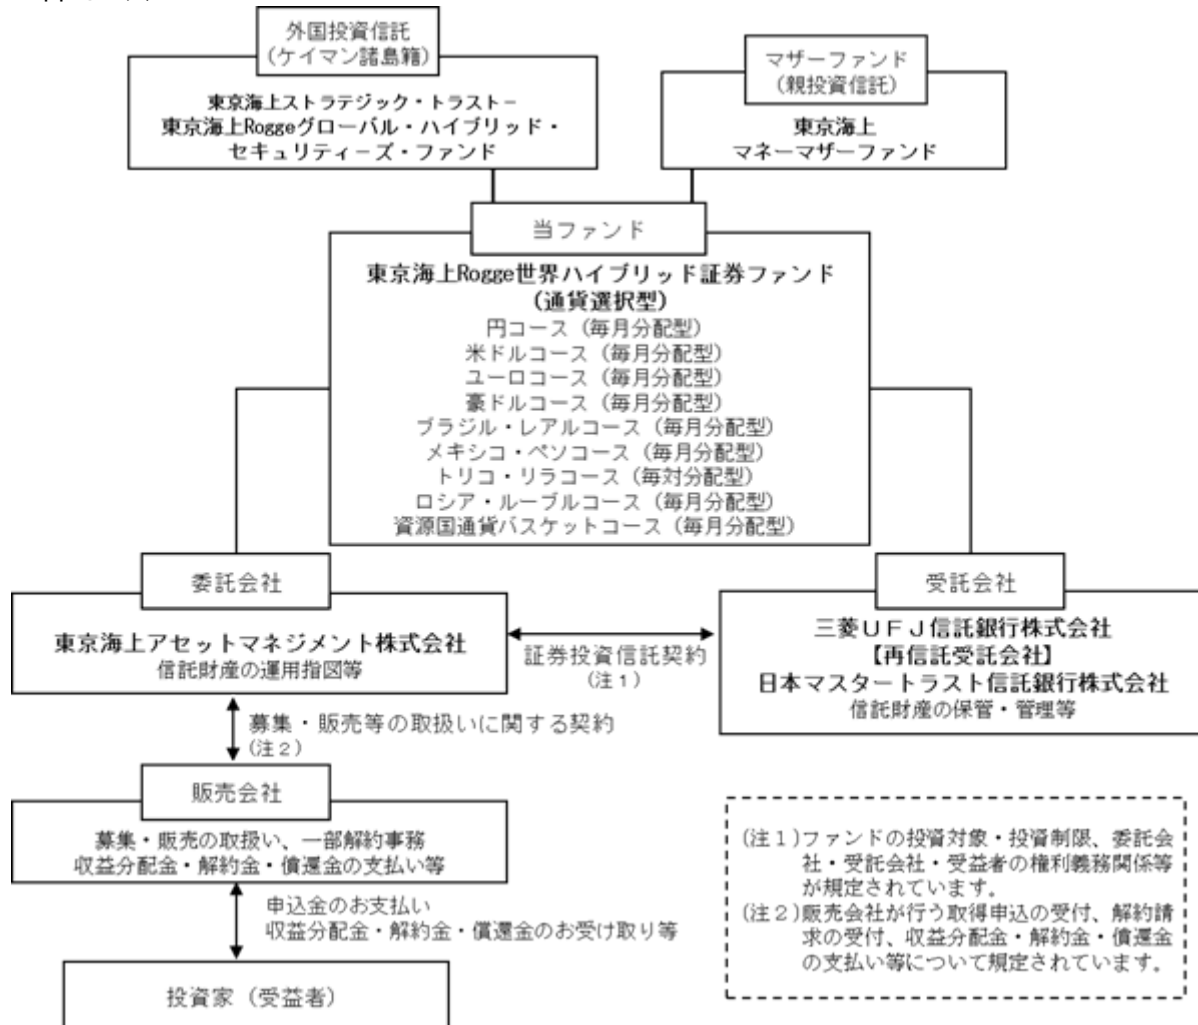 外国投資信託
(ケイマン諸島籍)
東京海上ストラテジック・トラスト－
東京海上Roggeグローバル・ハイブリッド・
セキュリティーズ・ファンド
マザーファンド
(親投資信託)
東京海上
マネーマザーファンド
当ファンド
東京海上Rogge世界ハイブリッド証券ファンド
(通貨選択型)
円コース (毎月分配型)
米ドルコース (毎月分配型)
ユーロコース (毎月分配型)
豪ドルコース (毎月分配型)
ブラジル・レアルコース (毎月分配型)
メキシコ・ペソコース (毎月分配型)
トリコ・リラコース (毎対分配型)
ロシア・ルーブルコース (毎月分配型)
資源国通貨バスケットコース (毎月分配型)
委託会社
東京海上アセットマネジメント株式会社
信託財産の運用指図等
証券投資信託契約
(注１)
受託会社
三菱ＵＦＪ信託銀行株式会社
【再信託受託会社】
日本マスタートラスト信託銀行株式会社
信託財産の保管・管理等
募集・販売等の取扱いに関する契約
(注２)
販売会社
募集・販売の取扱い、一部解約事務
収益分配金・解約金・償還金の支払い等
申込金のお支払い
収益分配金・解約金・償還金のお受け取り等
投資家 (受益者)
(注１)ファンドの投資対象・投資制限、委託会
社・受託会社・受益者の権利義務関係等
が規定されています。
(注２)販売会社が行う取得申込の受付、解約請
求の受付、収益分配金・解約金・償還金
の支払い等について規定されています。